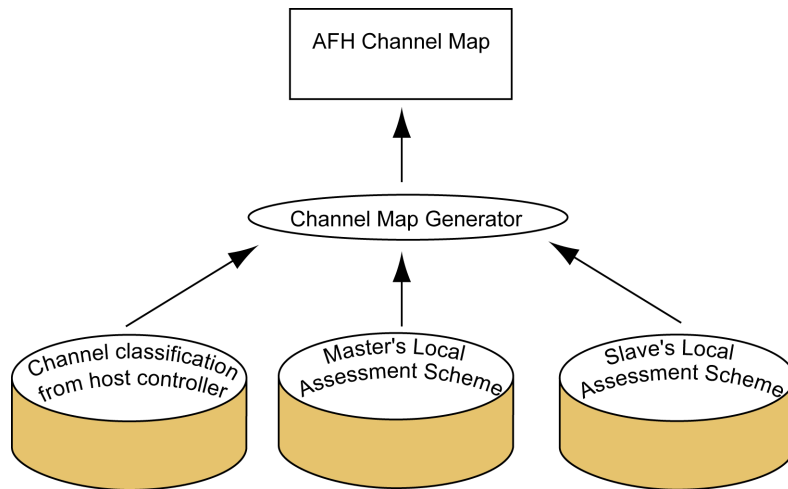 AFH Channel Map
Channel Map Generator
Channel classification
from host controller
Master's Local
Assessment Scheme
Slave's Local
Assessment Scheme